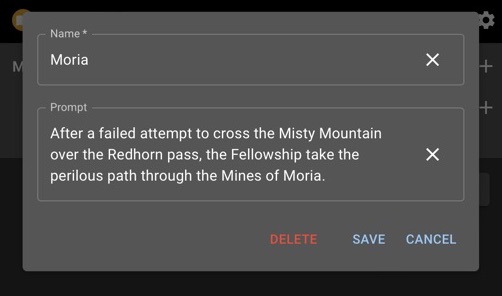 Name *
Moria
Prompt
After a failed attempt to cross the Misty Mountain
over the Redhorn pass, the Fellowship take the
perilous path through the Mines of Moria.
DELETE SAVE CANCEL
M